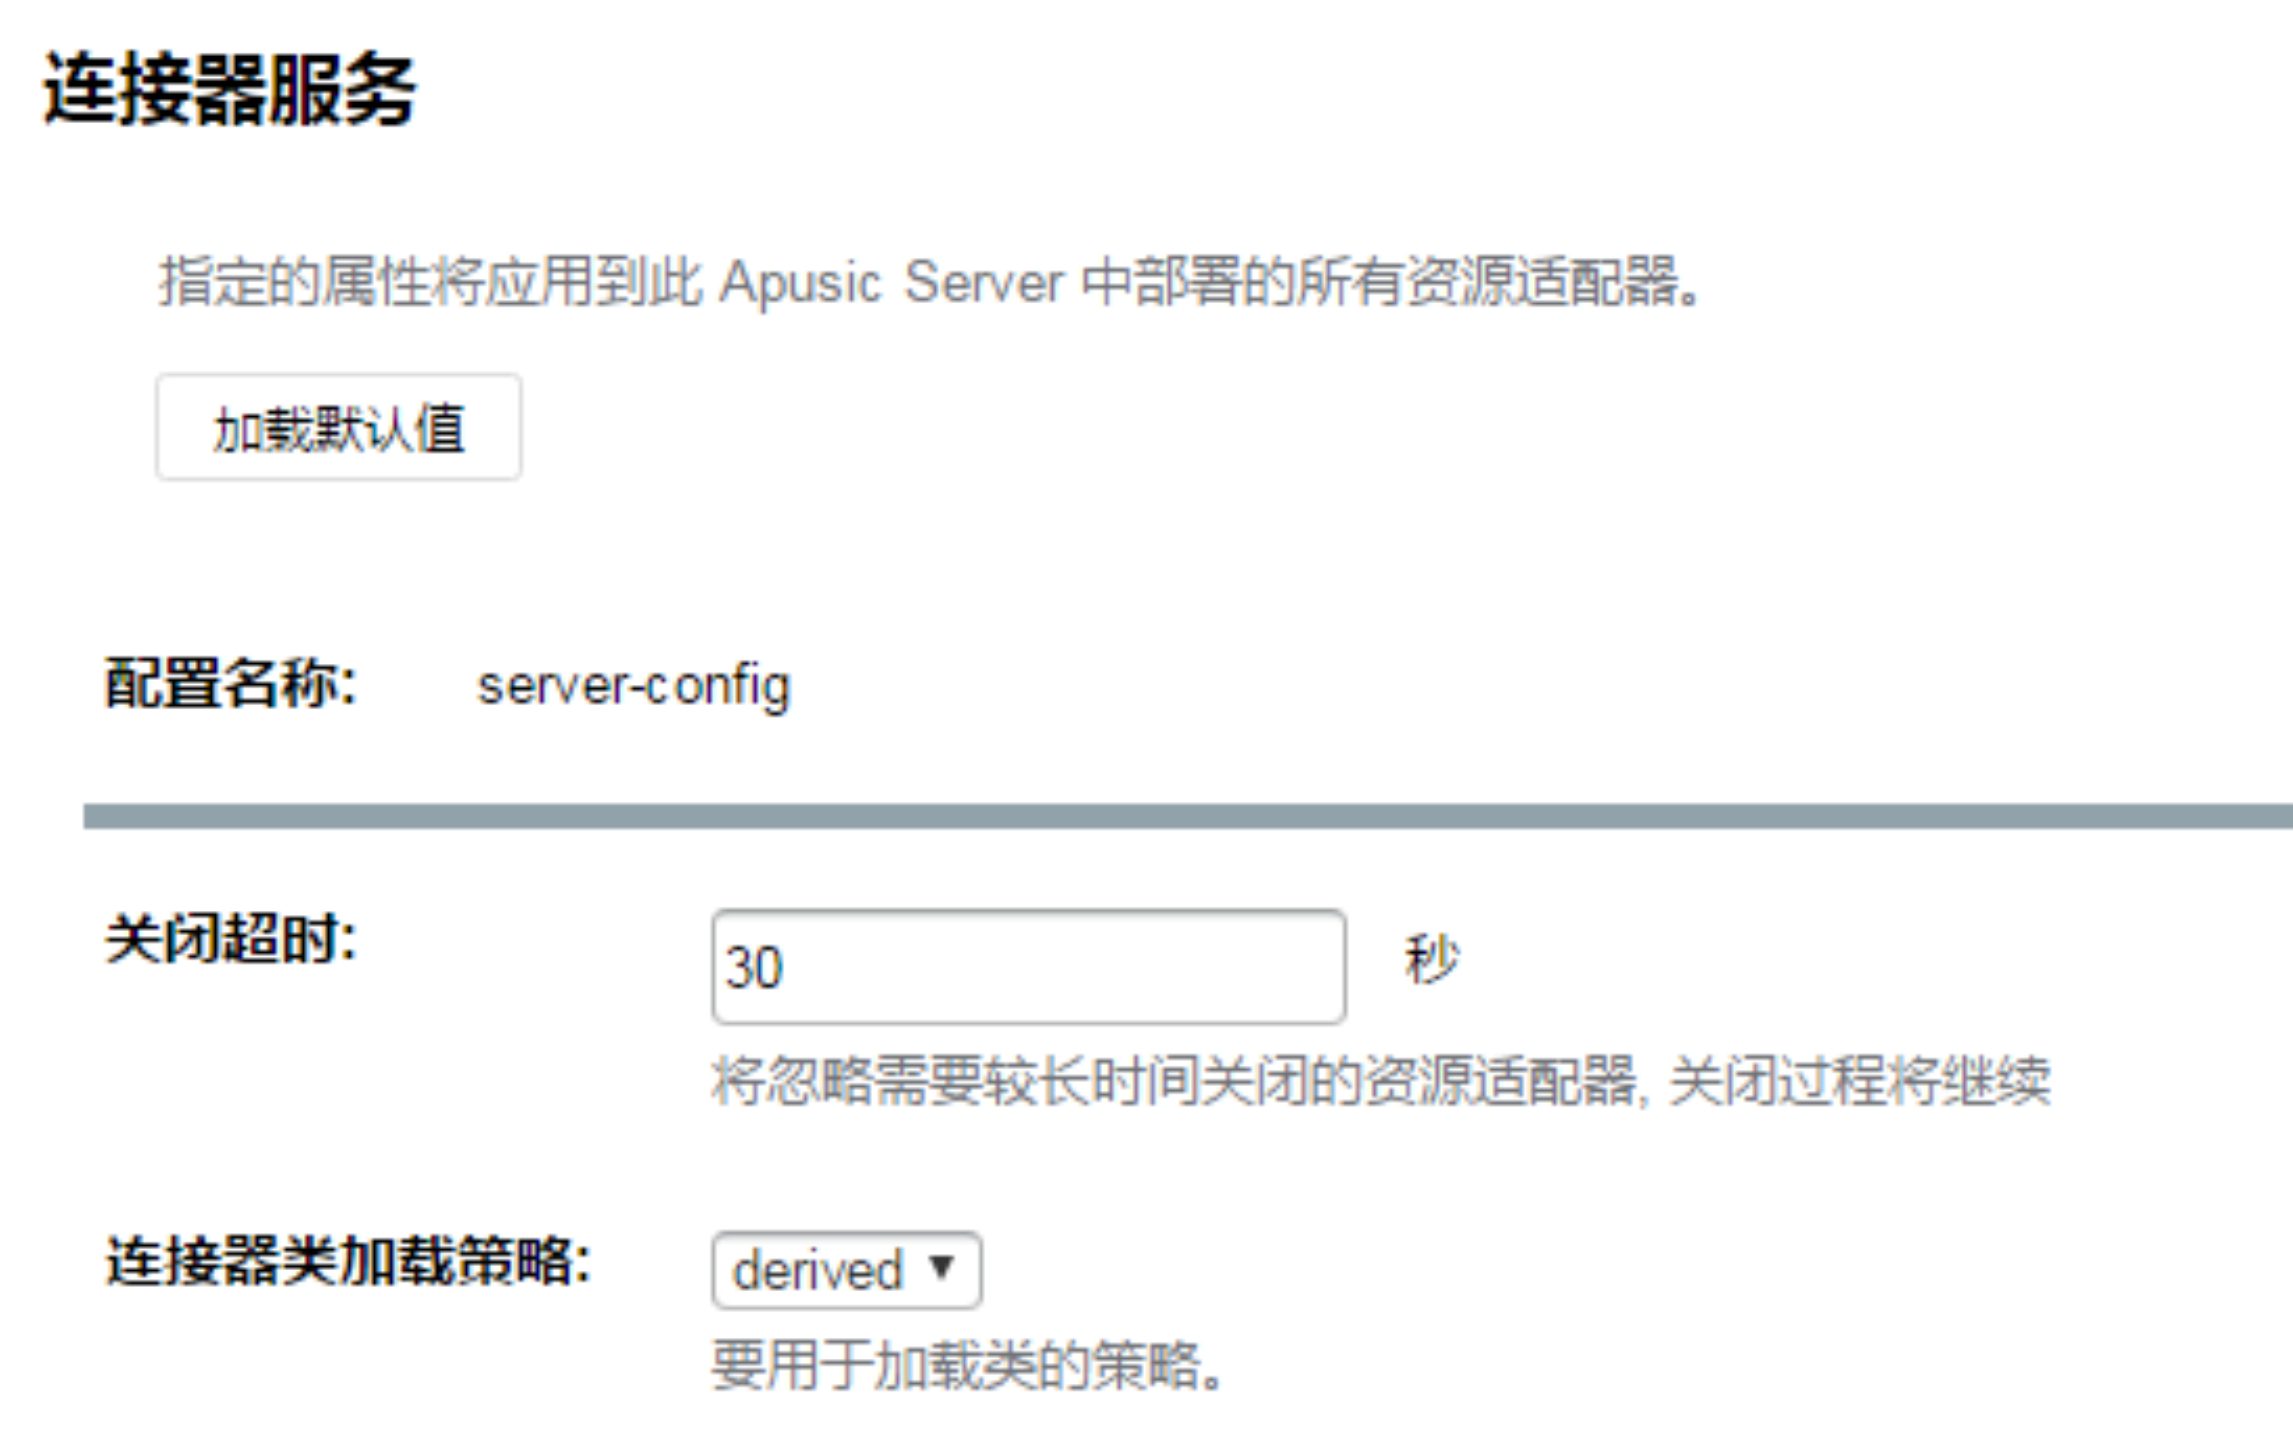 连接器服务
指定的属性将应用到此 Apusic Server 中部署的所有资源适配器。
加载默认值
配置名称: server-config
关闭超时: 30 秒
将忽略需要较长时间关闭的资源适配器, 关闭过程将继续
连接器类加载策略: derived
要用于加载类的策略。